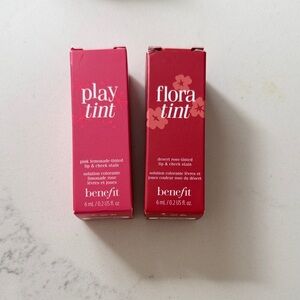 play
tint
pink lemonade-tinted
lip & cheek stain
solution colorante
limonade rose
lèvres et joues
benefit
6 mL / 0.2 US fl. oz.
flora
tint
desert rose-tinted
lip & cheek stain
solution colorante lèvres et
joues couleur rose du désert
benefit
6 mL / 0.2 US fl. oz.